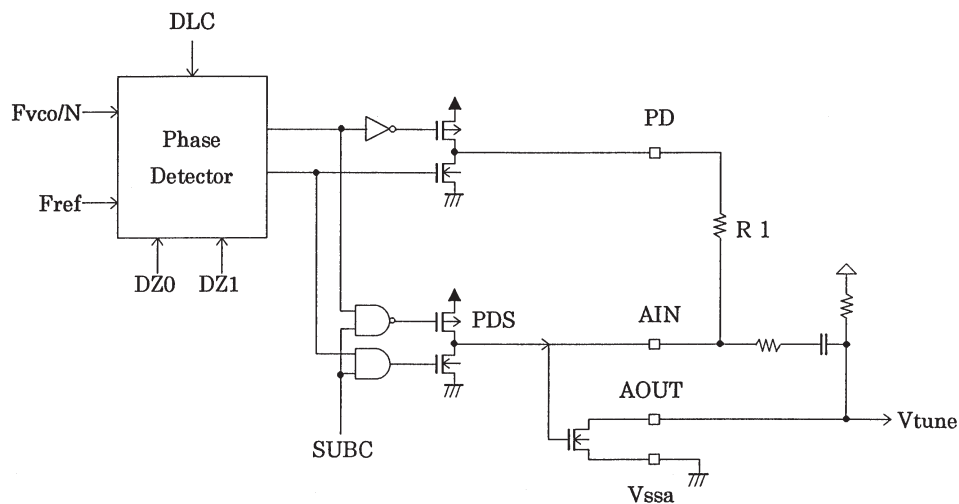 DLC
Fvco/N
Phase
Detector
Fref
DZ0
DZ1
PD
R 1
PDS
AIN
AOUT
Vtune
SUBC
Vssa